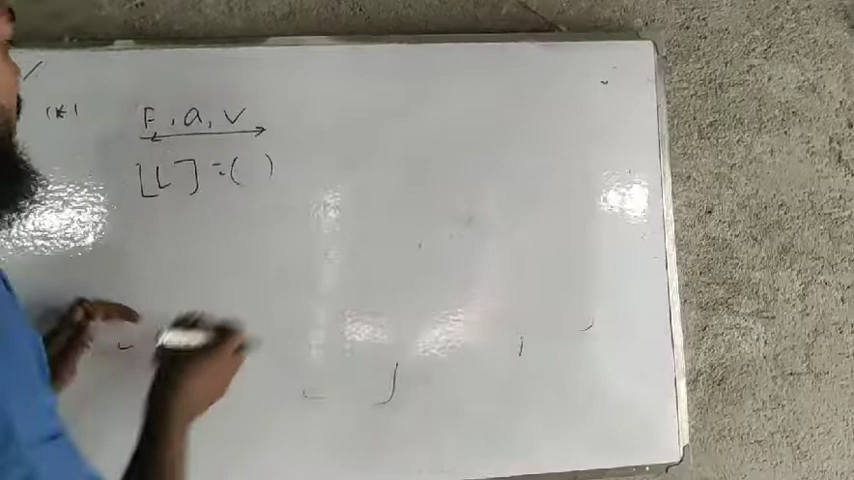 (*) F, a, v
[L] = ( )